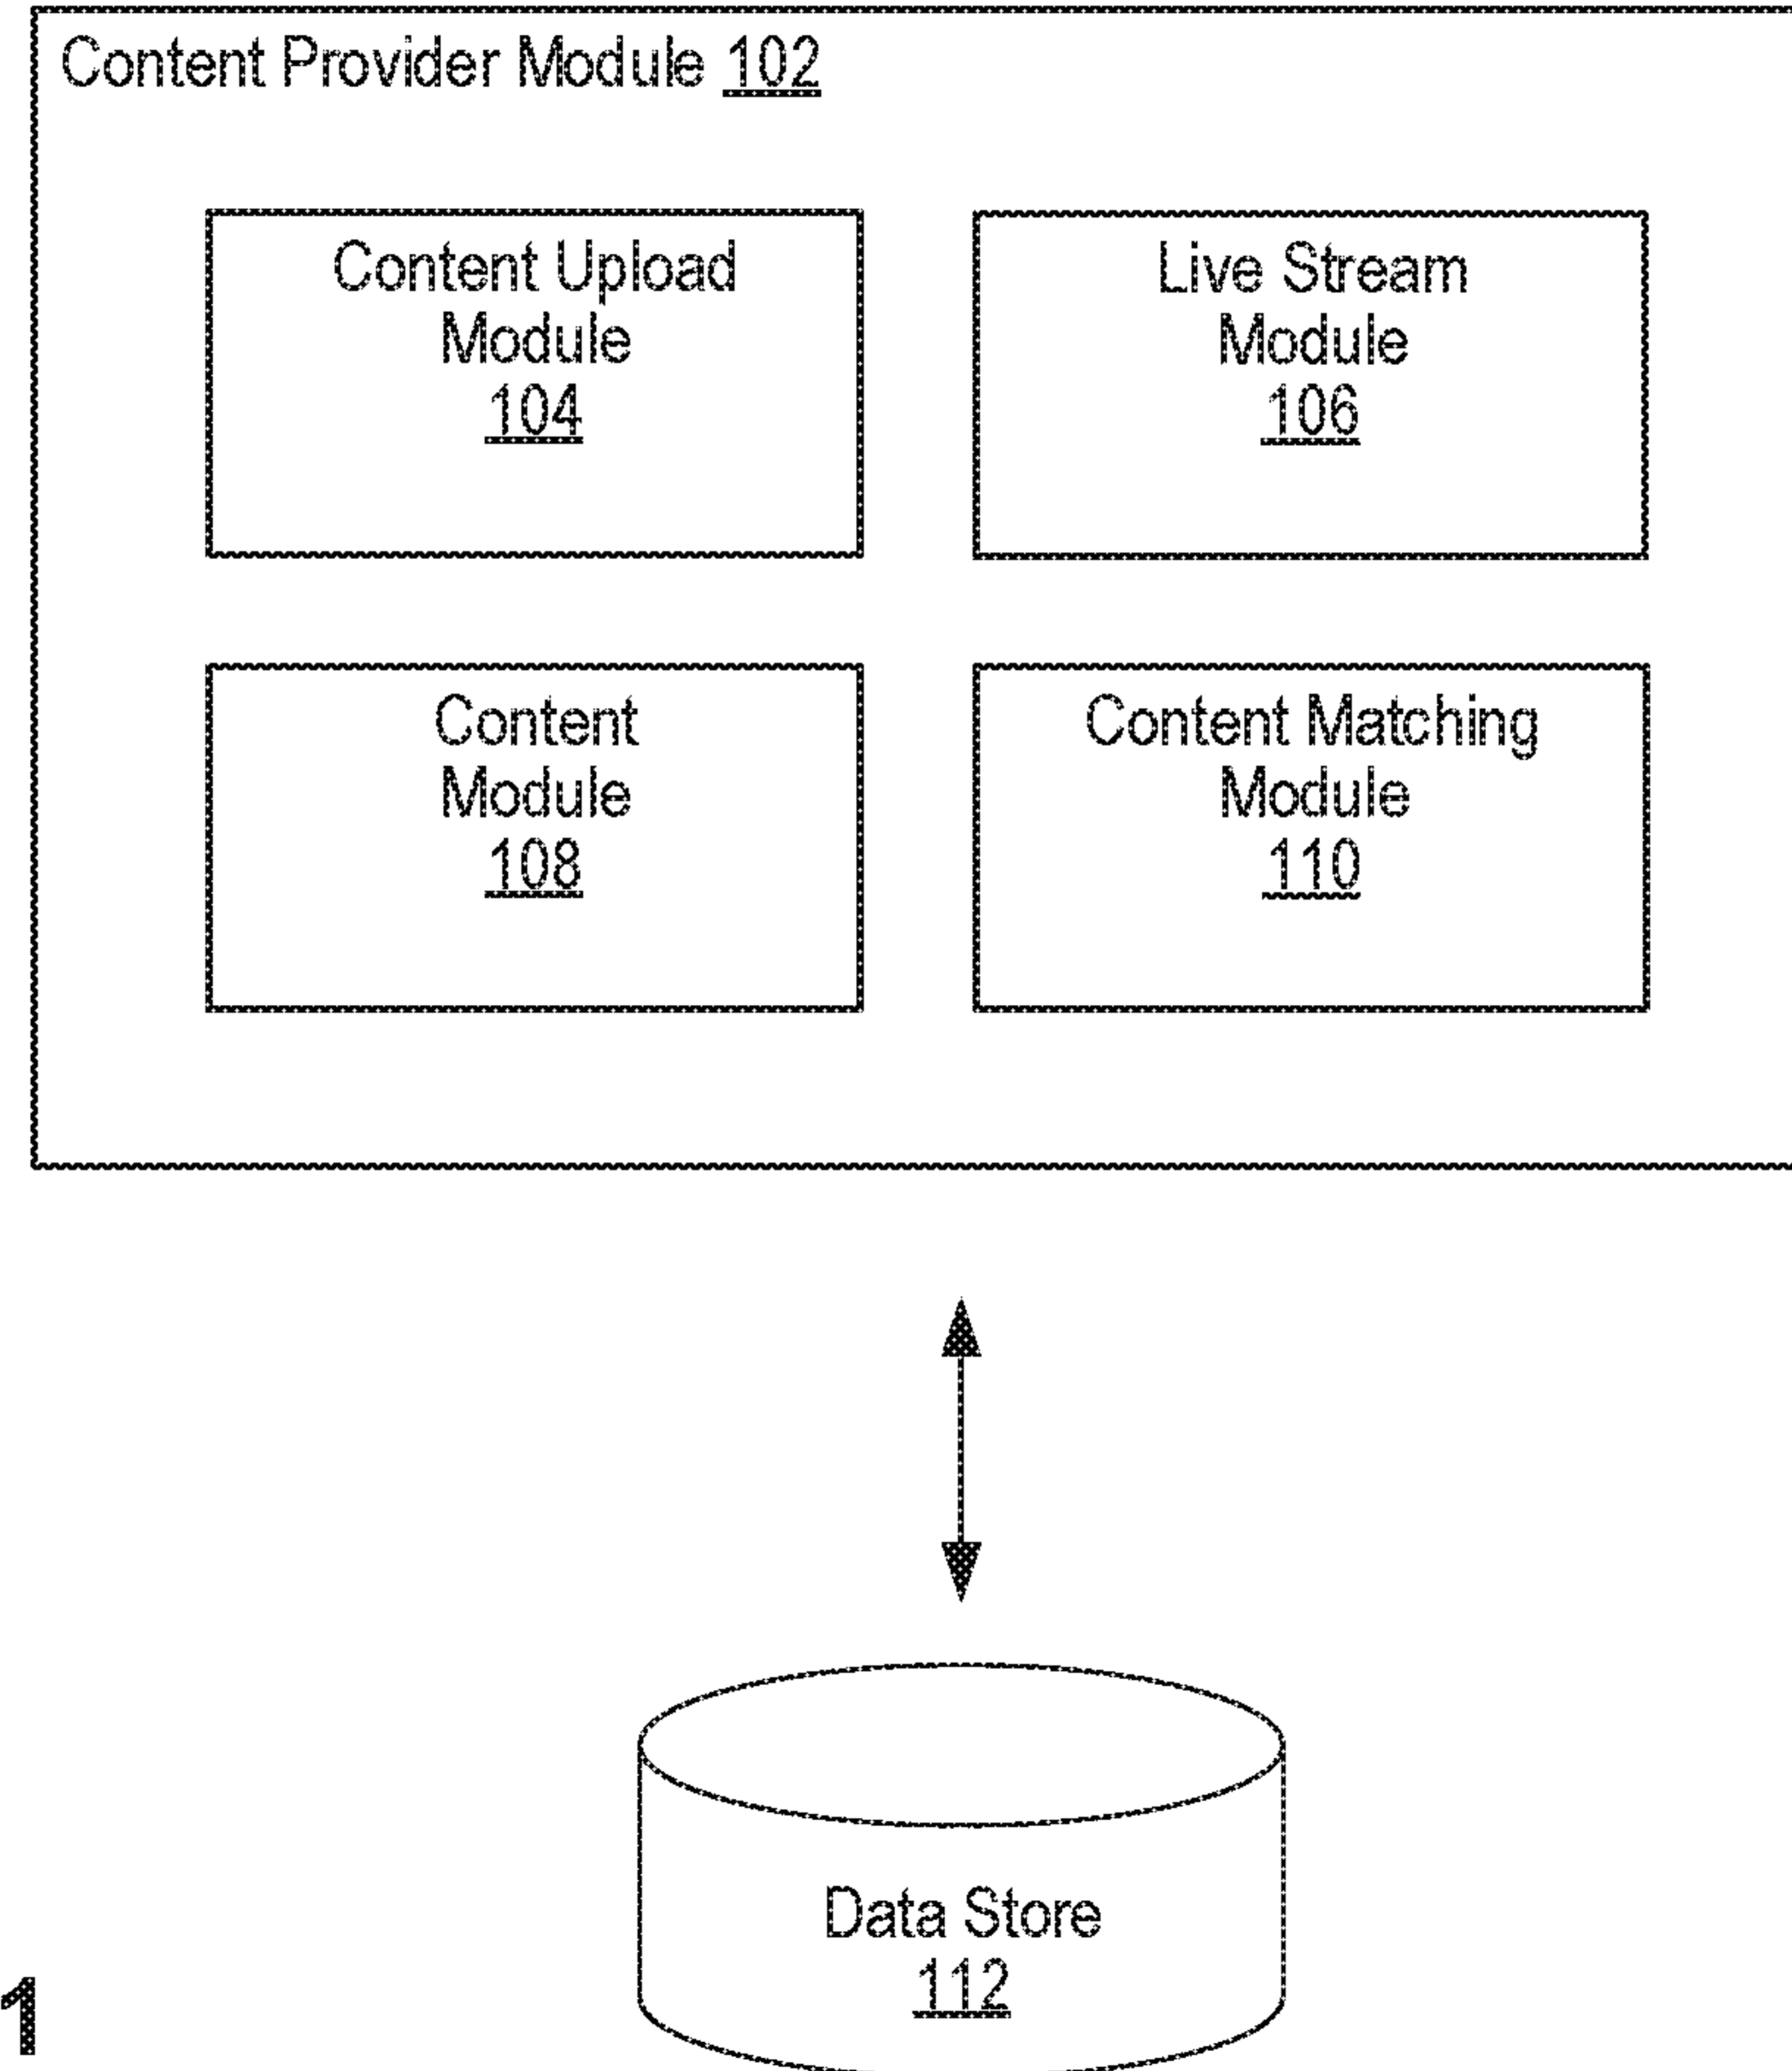 Content Provider Module 102
Content Upload
Module
104
Live Stream
Module
106
Content
Module
108
Content Matching
Module
110
Data Store
112
1